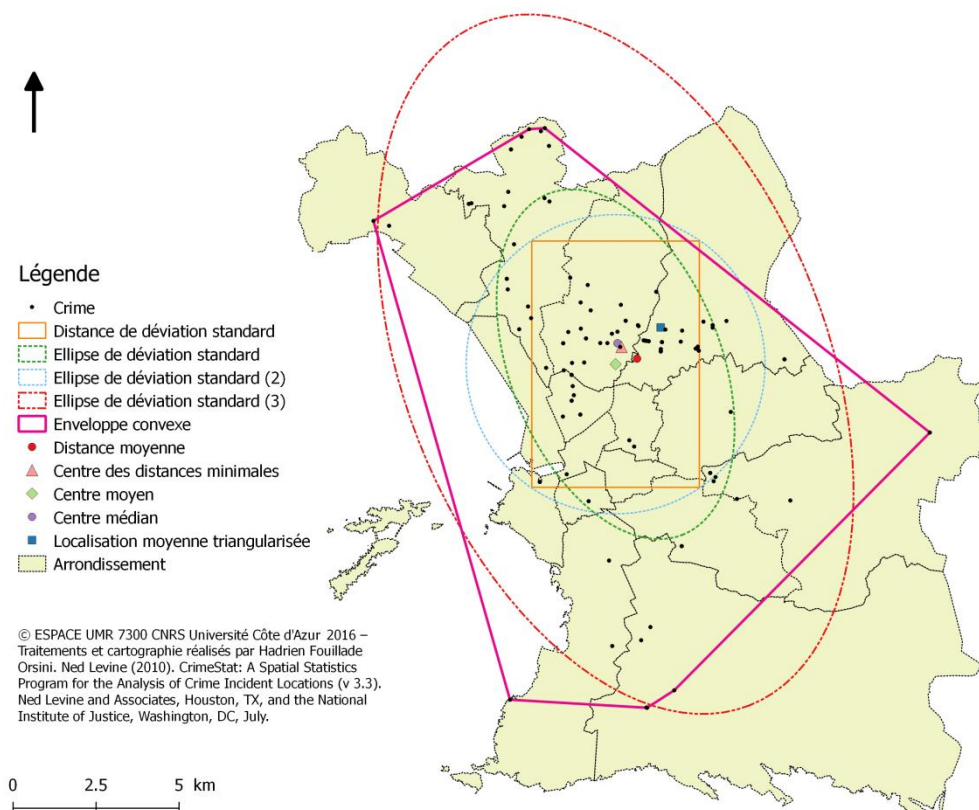 Légende
Crime
Distance de déviation standard
Ellipse de déviation standard
Ellipse de déviation standard (2)
Ellipse de déviation standard (3)
Enveloppe convexe
Distance moyenne
Centre des distances minimales
Centre moyen
Centre médian
Localisation moyenne triangularisée
Arrondissement
© ESPACE UMR 7300 CNRS Université Côte d'Azur 2016 –
Traitements et cartographie réalisés par Hadrien Fouillade
Orsini. Ned Levine (2010). CrimeStat: A Spatial Statistics
Program for the Analysis of Crime Incident Locations (v 3.3).
Ned Levine and Associates, Houston, TX, and the National
Institute of Justice, Washington, DC, July.
0 2.5 5 km